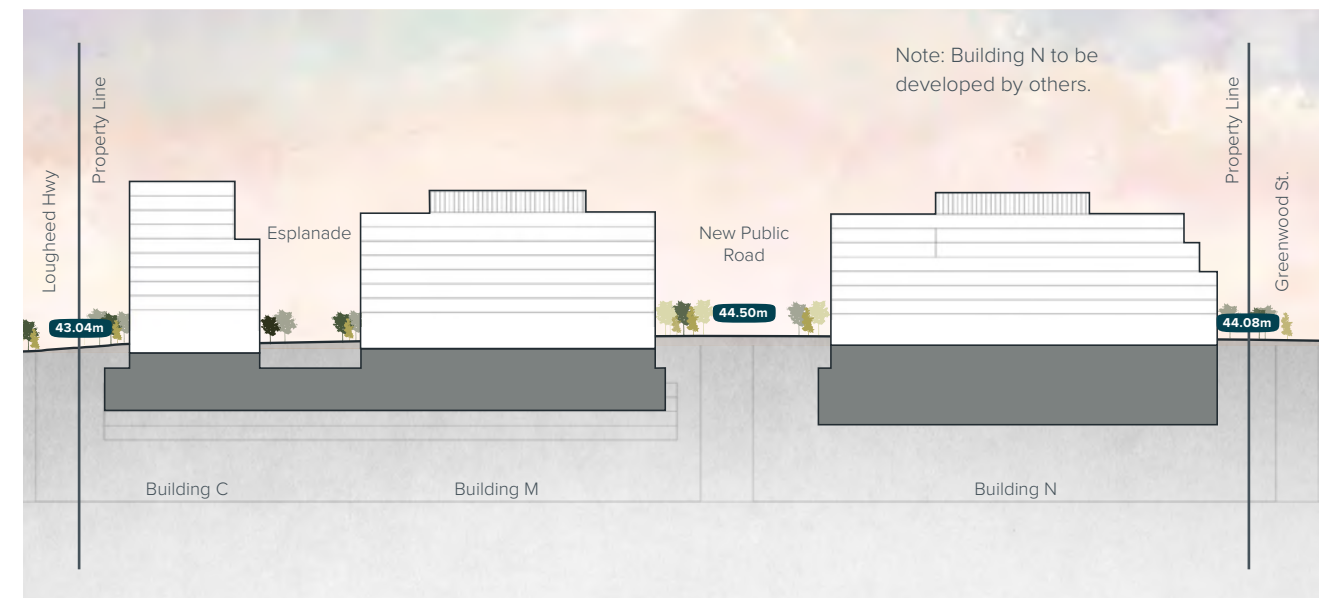 Note: Building N to be
developed by others.
Property Line
Property Line
Lougheed Hwy
Greenwood St.
Esplanade
New Public
Road
43.04m
44.50m
44.08m
Building C
Building M
Building N